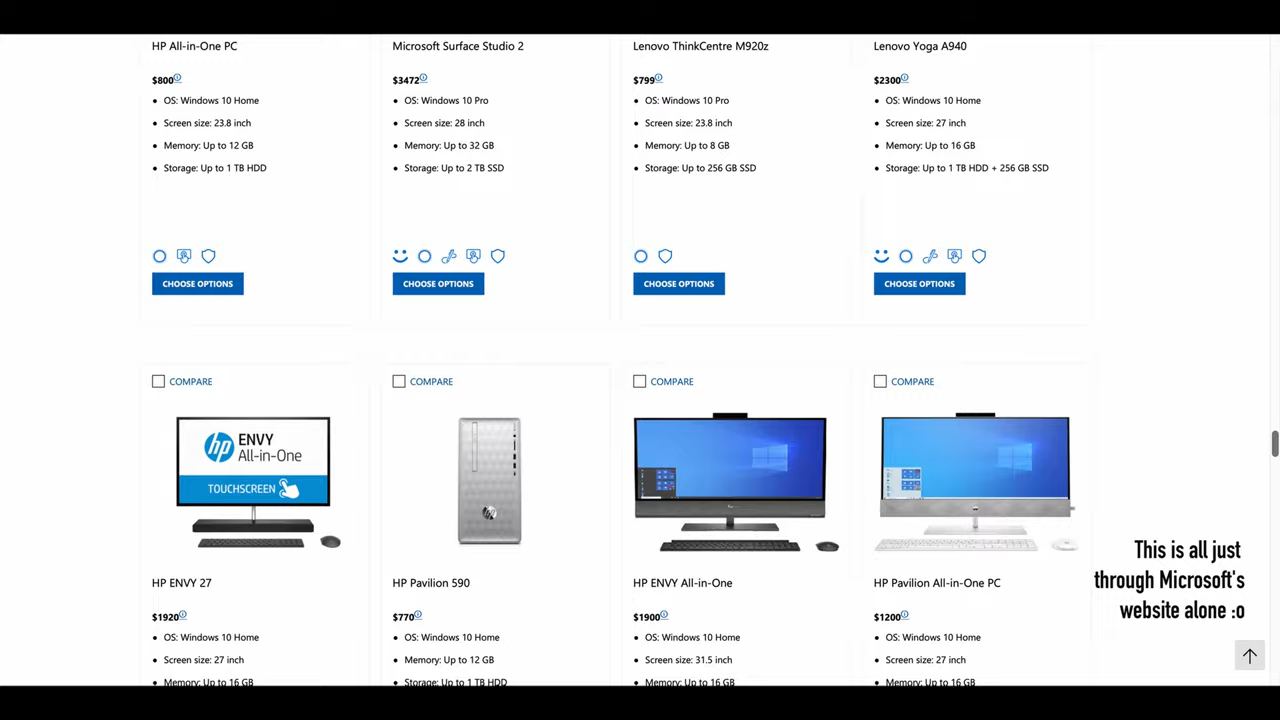 HP All-in-One PC
$800
OS: Windows 10 Home
Screen size: 23.8 inch
Memory: Up to 12 GB
Storage: Up to 1 TB HDD
CHOOSE OPTIONS
Microsoft Surface Studio 2
$3472
OS: Windows 10 Pro
Screen size: 28 inch
Memory: Up to 32 GB
Storage: Up to 2 TB SSD
CHOOSE OPTIONS
Lenovo ThinkCentre M920z
$799
OS: Windows 10 Pro
Screen size: 23.8 inch
Memory: Up to 8 GB
Storage: Up to 256 GB SSD
CHOOSE OPTIONS
Lenovo Yoga A940
$2300
OS: Windows 10 Home
Screen size: 27 inch
Memory: Up to 16 GB
Storage: Up to 1 TB HDD + 256 GB SSD
CHOOSE OPTIONS
COMPARE
hp ENVY
All-in-One
TOUCHSCREEN
HP ENVY 27
$1920
OS: Windows 10 Home
Screen size: 27 inch
Memory: Up to 16 GB
COMPARE
hp
HP Pavilion 590
$770
OS: Windows 10 Home
Memory: Up to 12 GB
Storage: Up to 1 TB HDD
COMPARE
HP ENVY All-in-One
$1900
OS: Windows 10 Home
Screen size: 31.5 inch
Memory: Up to 16 GB
COMPARE
HP Pavilion All-in-One PC
$1200
OS: Windows 10 Home
Screen size: 27 inch
Memory: Up to 16 GB
This is all just
through Microsoft's
website alone :o